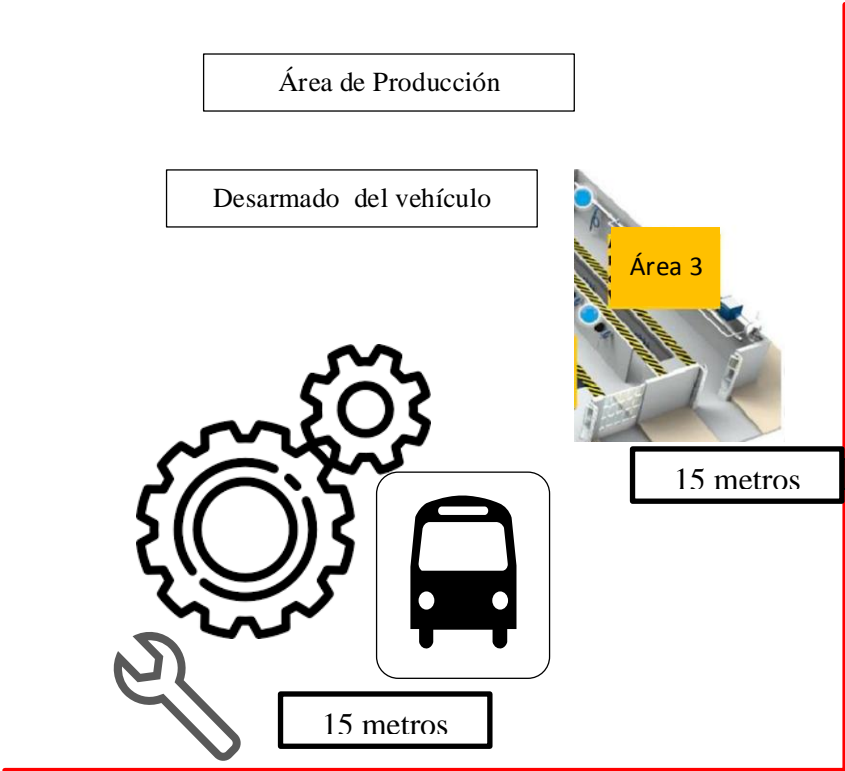 Área de Producción
Desarmado del vehículo
Área 3
15 metros
15 metros